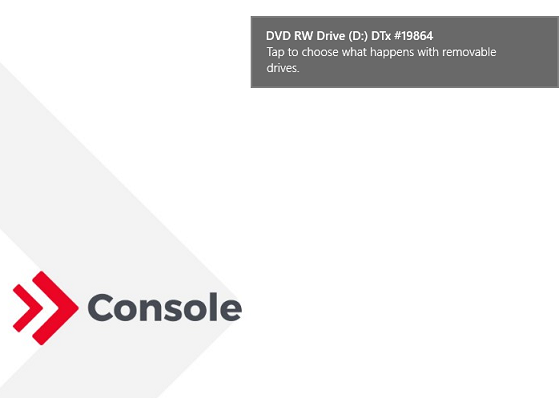 DVD RW Drive (D:) DTx #19864
Tap to choose what happens with removable
drives.
Console